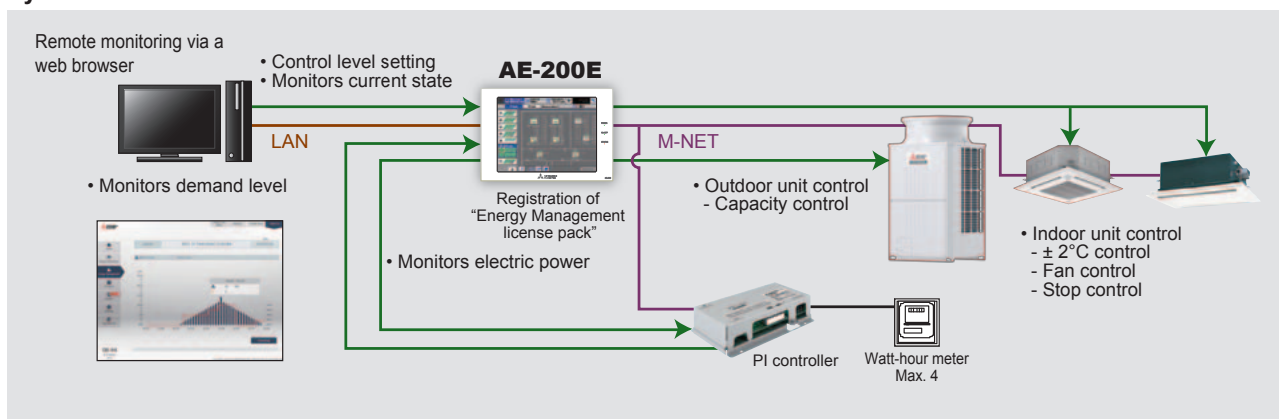 Remote monitoring via a
web browser
• Control level setting
• Monitors current state
AE-200E
LAN
M-NET
• Monitors demand level
Registration of
“Energy Management
license pack”
• Outdoor unit control
- Capacity control
• Indoor unit control
- ± 2°C control
- Fan control
- Stop control
• Monitors electric power
PI controller
Watt-hour meter
Max. 4